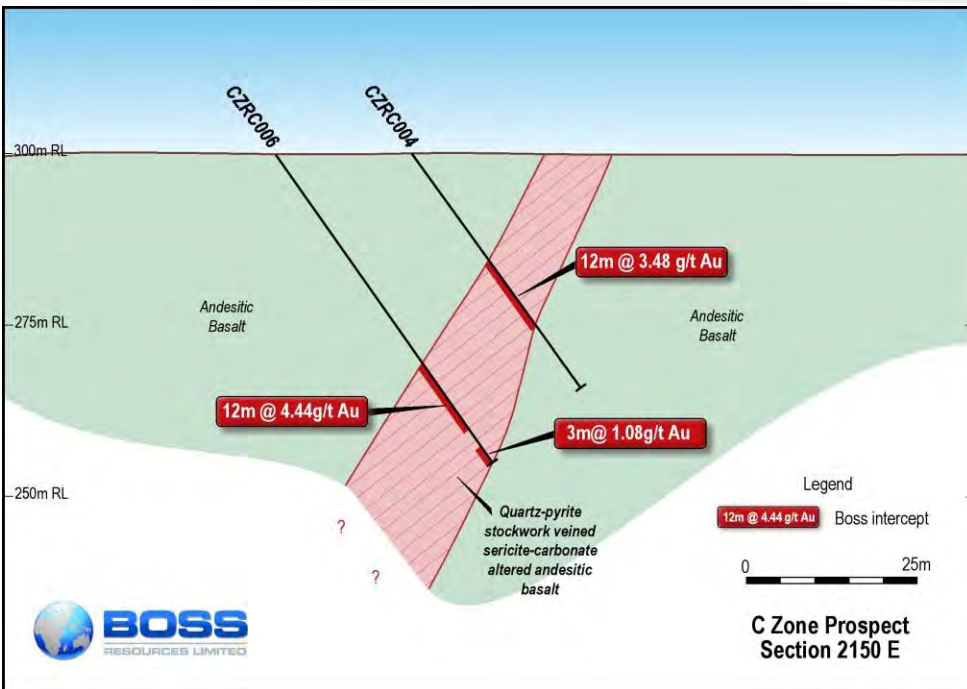 CZRC006
CZRC004
300m RL
12m @ 3.48 g/t Au
Andesitic
Basalt
Andesitic
Basalt
275m RL
12m @ 4.44g/t Au
3m@ 1.08g/t Au
250m RL
Legend
12m @ 4.44 g/t Au
Boss intercept
?
Quartz-pyrite
stockwork veined
sericite-carbonate
altered andesitic
basalt
?
0
25m
BOSS
RESOURCES LIMITED
C Zone Prospect
Section 2150 E